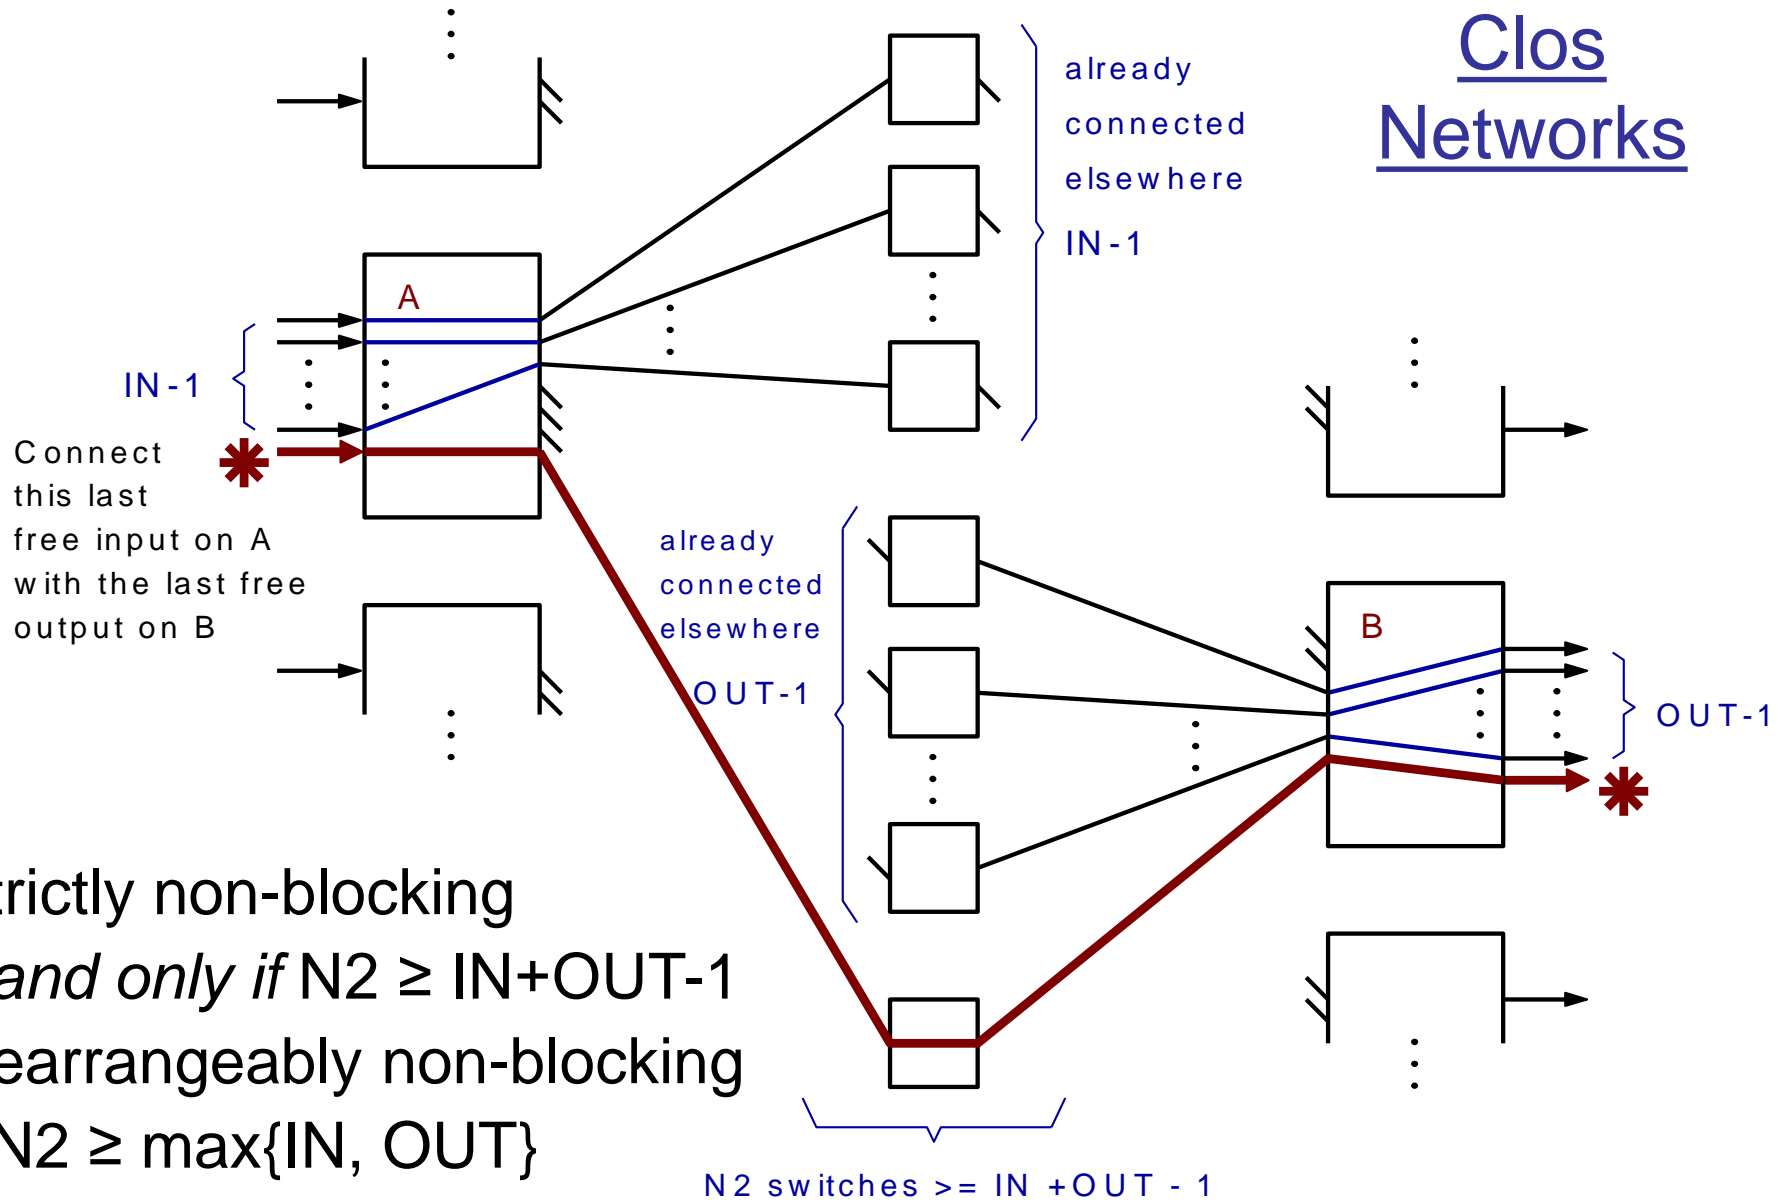 Clos
Networks
already
connected
elsewhere
IN-1
A
IN-1
Connect
this last
free input on A
with the last free
output on B
already
connected
elsewhere
OUT-1
B
OUT-1
trictly non-blocking
and only if N2 ≥ IN+OUT-1
earrangeably non-blocking
N2 ≥ max{IN, OUT}
N2 switches >= IN +OUT - 1